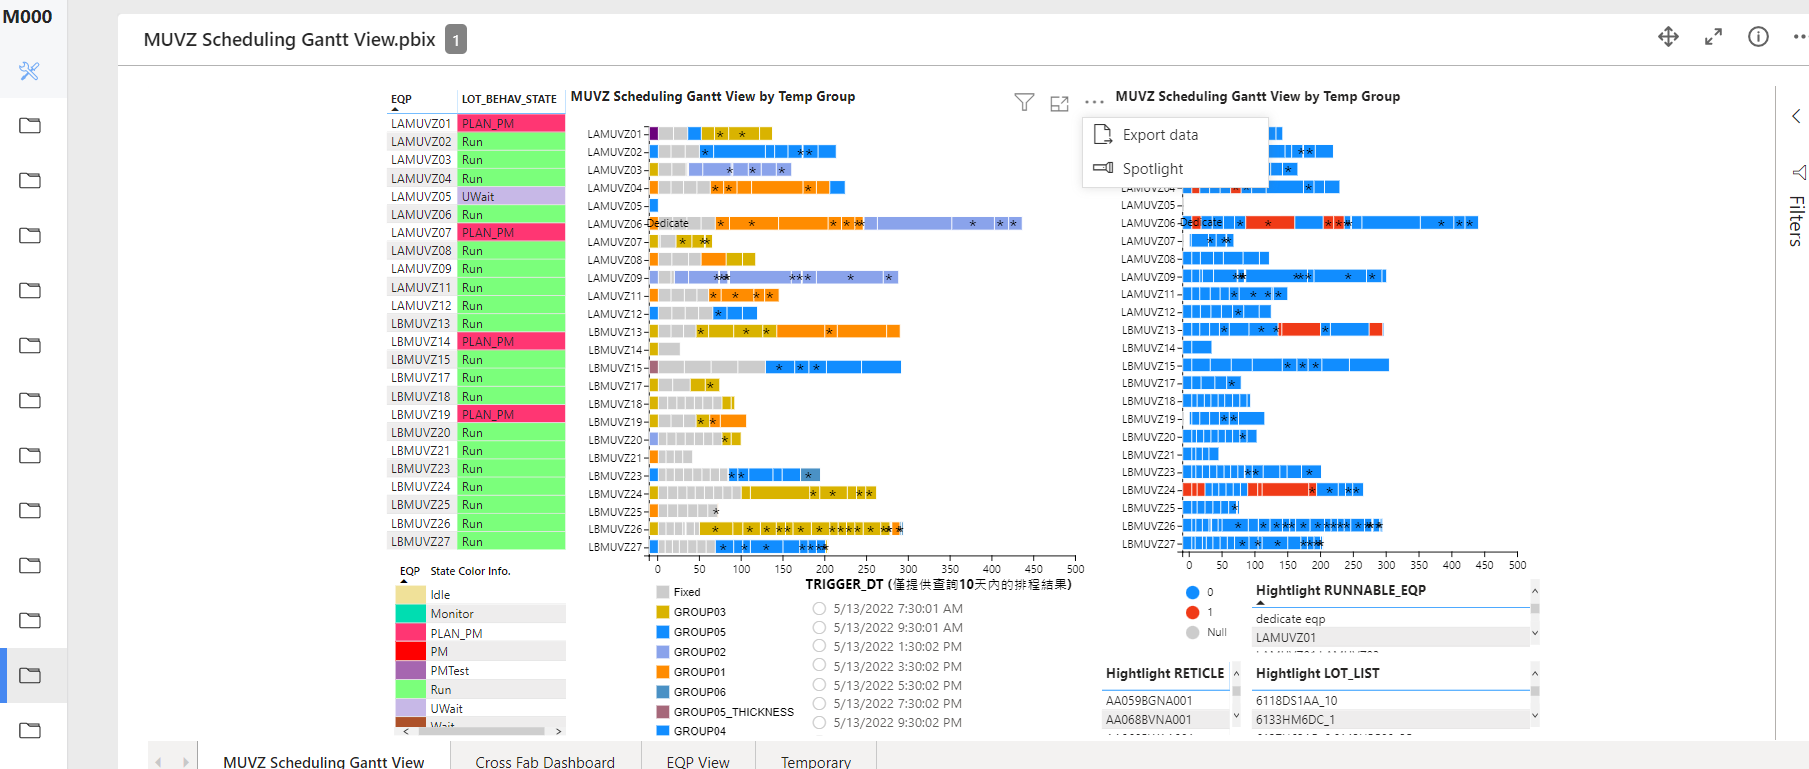 M000
MUVZ Scheduling Gantt View.pbix 1
EQP LOT_BEHAV_STATE
LAMUVZ01 PLAN_PM
LAMUVZ02 Run
LAMUVZ03 Run
LAMUVZ04 Run
LAMUVZ05 UWait
LAMUVZ06 Run
LAMUVZ07 PLAN_PM
LAMUVZ08 Run
LAMUVZ09 Run
LAMUVZ11 Run
LAMUVZ12 Run
LBMUVZ13 Run
LBMUVZ14 PLAN_PM
LBMUVZ15 Run
LBMUVZ17 Run
LBMUVZ18 Run
LBMUVZ19 PLAN_PM
LBMUVZ20 Run
LBMUVZ21 Run
LBMUVZ23 Run
LBMUVZ24 Run
LBMUVZ25 Run
LBMUVZ26 Run
LBMUVZ27 Run
EQP State Color Info.
Idle
Monitor
PLAN_PM
PM
PMTest
Run
UWait
Wait
MUVZ Scheduling Gantt View by Temp Group
LAMUVZ01
LAMUVZ02
LAMUVZ03
LAMUVZ04
LAMUVZ05
LAMUVZ06 Dedicate
LAMUVZ07
LAMUVZ08
LAMUVZ09
LAMUVZ11
LAMUVZ12
LBMUVZ13
LBMUVZ14
LBMUVZ15
LBMUVZ17
LBMUVZ18
LBMUVZ19
LBMUVZ20
LBMUVZ21
LBMUVZ23
LBMUVZ24
LBMUVZ25
LBMUVZ26
LBMUVZ27
0 50 100 150 200 250 300 350 400 450 500
Fixed
GROUP03
GROUP05
GROUP02
GROUP01
GROUP06
GROUP05_THICKNESS
GROUP04
TRIGGER_DT (僅提供查詢10天內的排程結果)
5/13/2022 7:30:01 AM
5/13/2022 9:30:01 AM
5/13/2022 1:30:02 PM
5/13/2022 3:30:02 PM
5/13/2022 5:30:02 PM
5/13/2022 7:30:02 PM
5/13/2022 9:30:02 PM
Export data
Spotlight
MUVZ Scheduling Gantt View by Temp Group
LAMUVZ04
LAMUVZ05
LAMUVZ06 Dedicate
LAMUVZ07
LAMUVZ08
LAMUVZ09
LAMUVZ11
LAMUVZ12
LBMUVZ13
LBMUVZ14
LBMUVZ15
LBMUVZ17
LBMUVZ18
LBMUVZ19
LBMUVZ20
LBMUVZ21
LBMUVZ23
LBMUVZ24
LBMUVZ25
LBMUVZ26
LBMUVZ27
0 50 100 150 200 250 300 350 400 450 500
0
1
Null
Hightlight RUNNABLE_EQP
dedicate eqp
LAMUVZ01
Hightlight RETICLE
AA059BGNA001
AA068BVNA001
Hightlight LOT_LIST
6118DS1AA_10
6133HM6DC_1
Filters
MUVZ Scheduling Gantt View
Cross Fab Dashboard
EQP View
Temporary